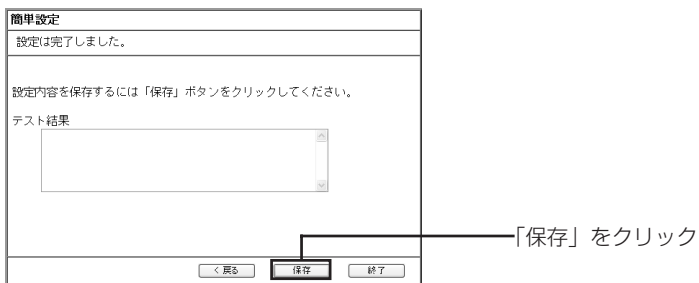 簡単設定
設定は完了しました。
設定内容を保存するには「保存」ボタンをクリックしてください。
テスト結果
< 戻る 保存 終了
「保存」をクリック